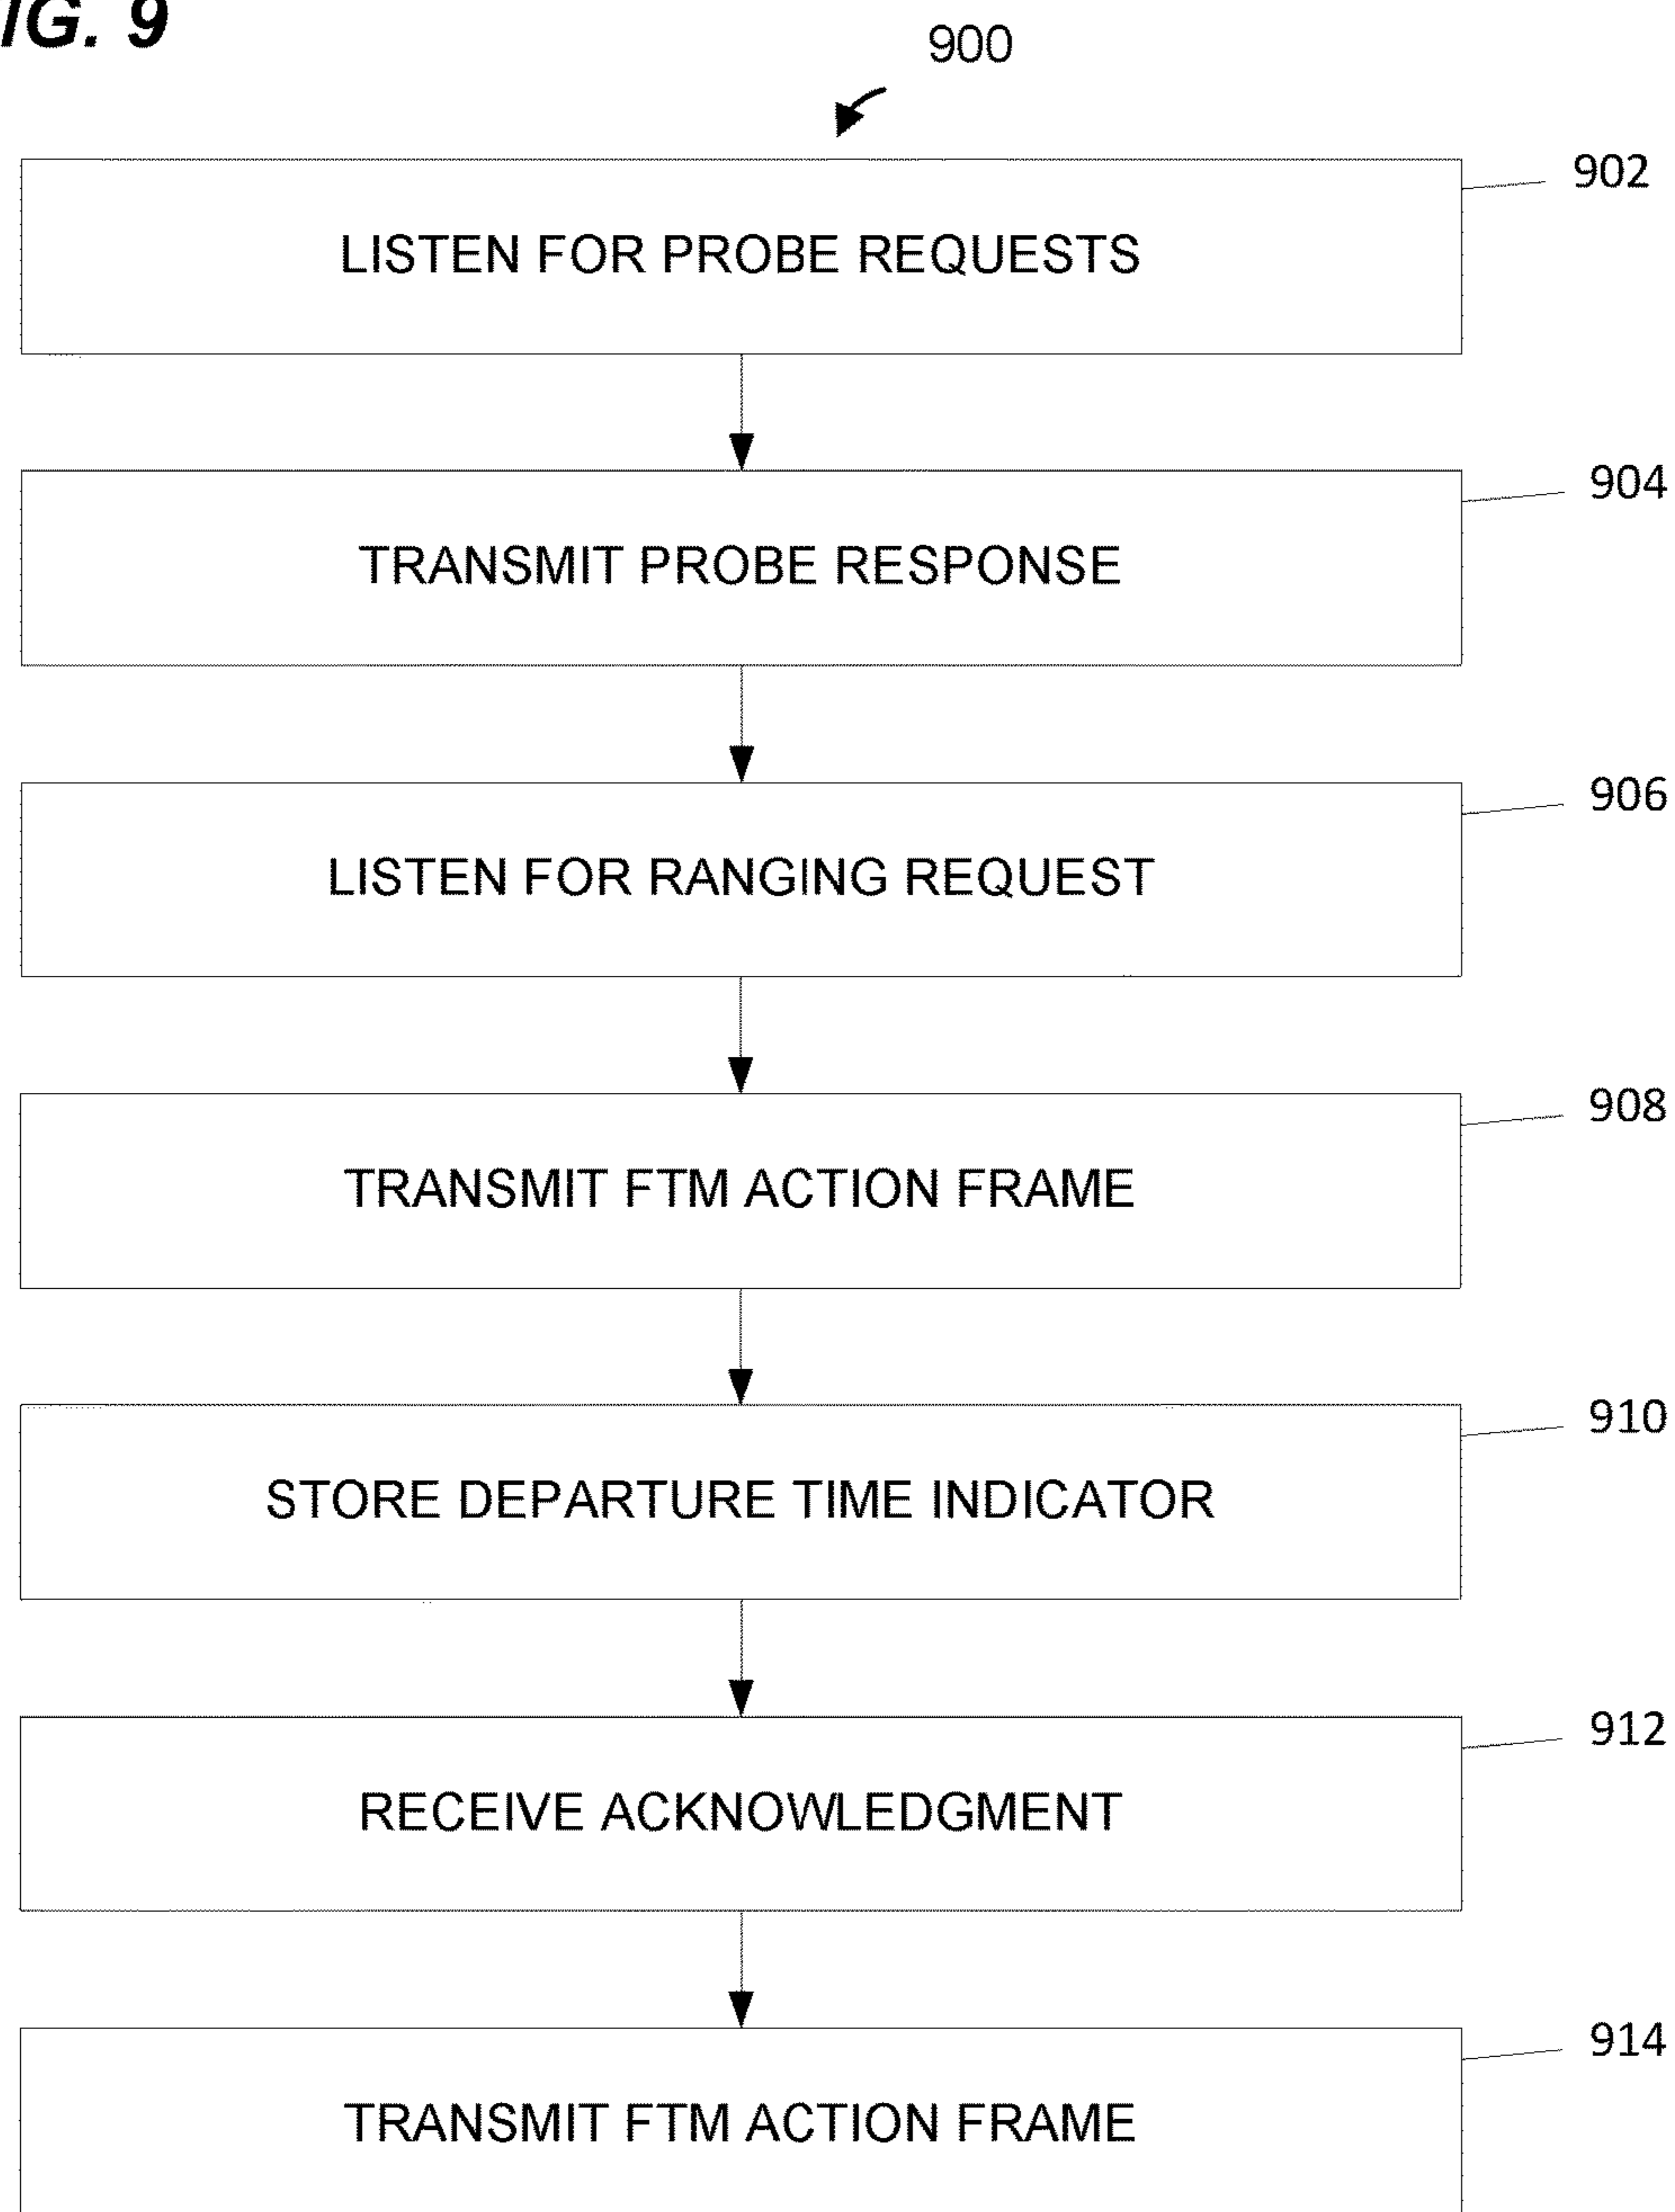 IG. 9
900
902
LISTEN FOR PROBE REQUESTS
904
TRANSMIT PROBE RESPONSE
906
LISTEN FOR RANGING REQUEST
908
TRANSMIT FTM ACTION FRAME
910
STORE DEPARTURE TIME INDICATOR
912
RECEIVE ACKNOWLEDGMENT
914
TRANSMIT FTM ACTION FRAME